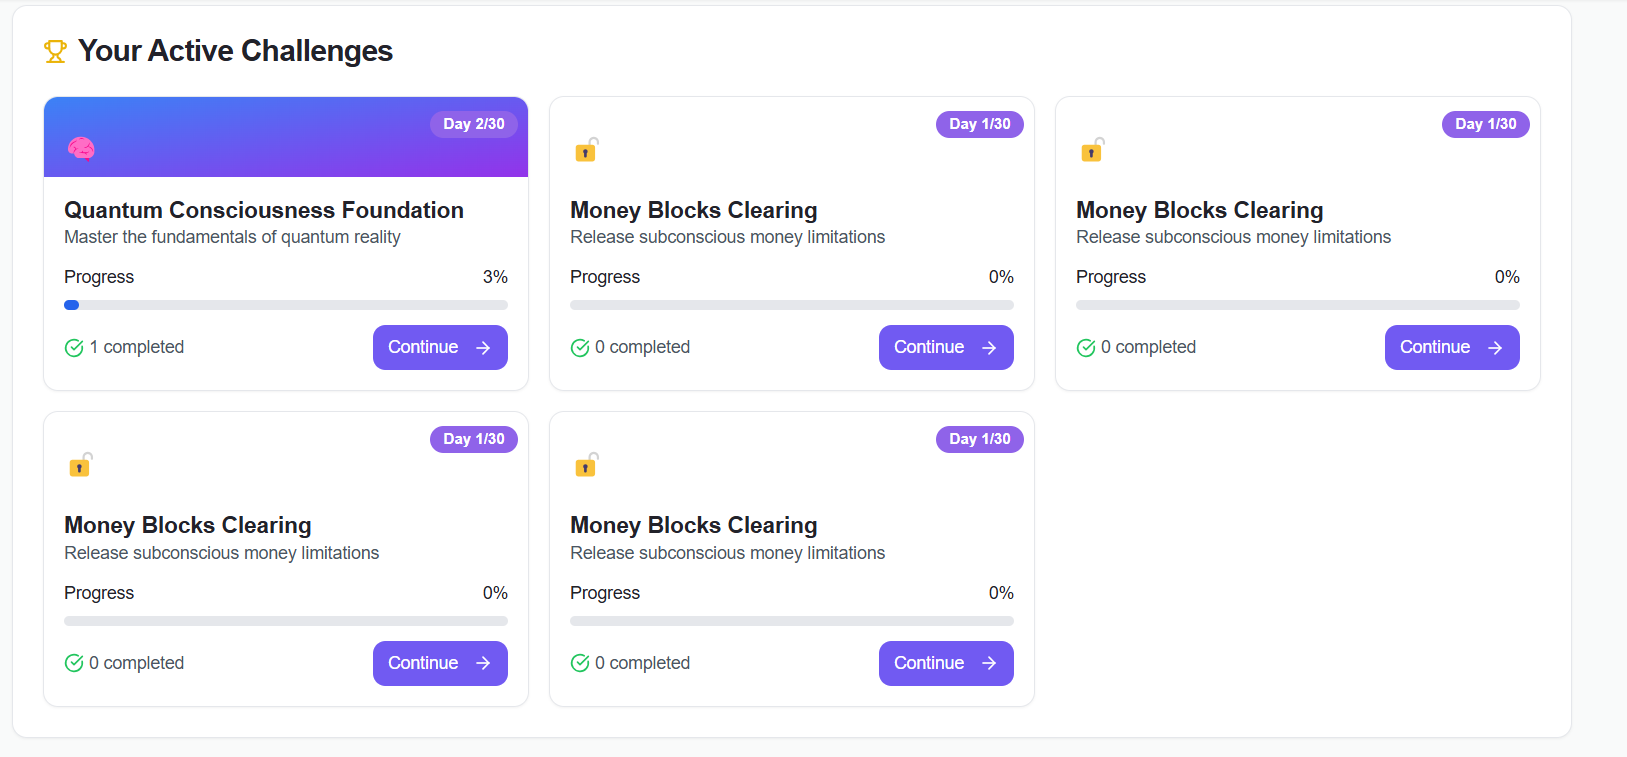 Your Active Challenges
Day 2/30
Quantum Consciousness Foundation
Master the fundamentals of quantum reality
Progress 3%
1 completed
Continue
Day 1/30
Money Blocks Clearing
Release subconscious money limitations
Progress 0%
0 completed
Continue
Day 1/30
Money Blocks Clearing
Release subconscious money limitations
Progress 0%
0 completed
Continue
Day 1/30
Money Blocks Clearing
Release subconscious money limitations
Progress 0%
0 completed
Continue
Day 1/30
Money Blocks Clearing
Release subconscious money limitations
Progress 0%
0 completed
Continue